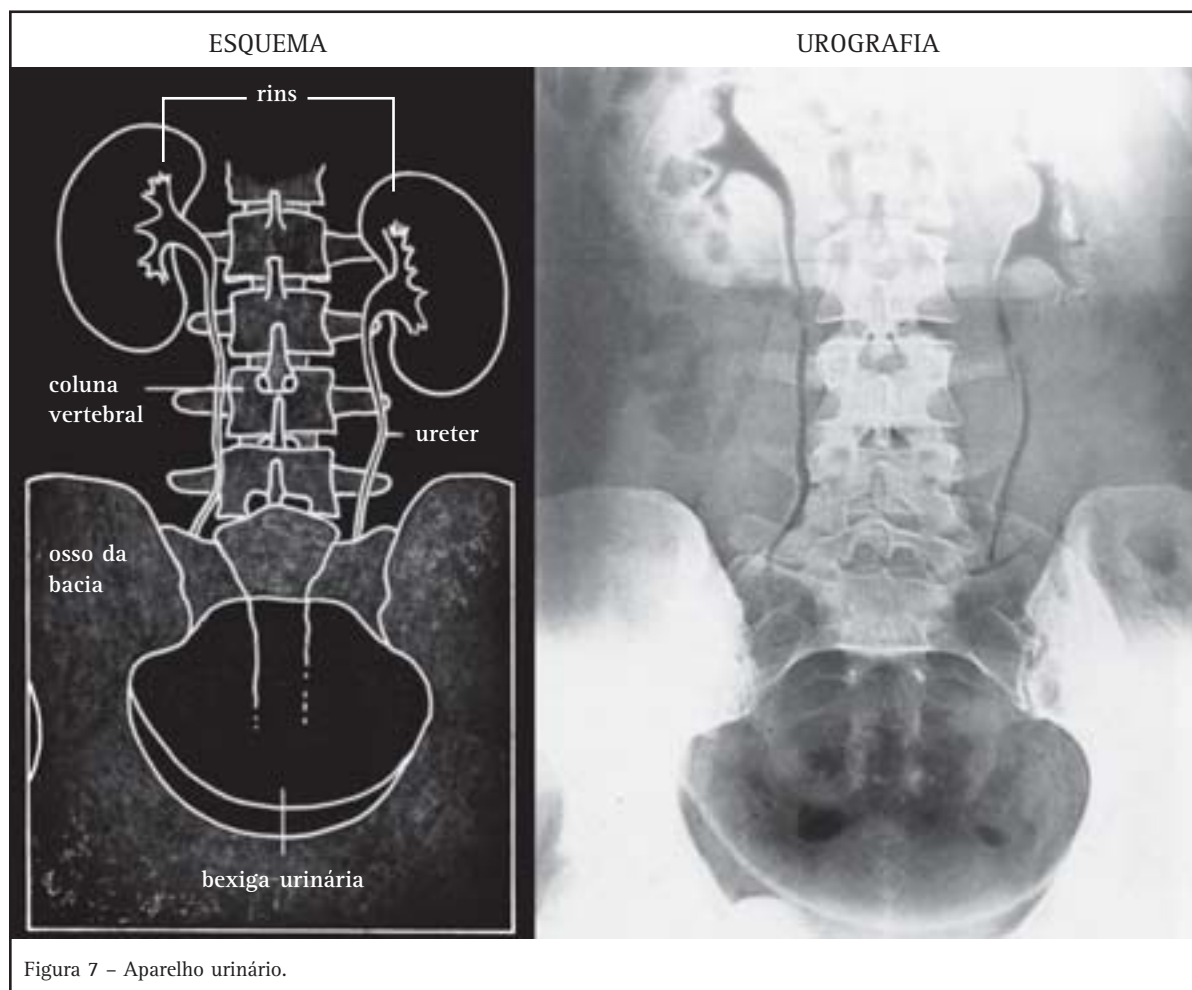 ESQUEMA
UROGRAFIA
rins
coluna
vertebral
ureter
osso da
bacia
bexiga urinária
Figura 7 – Aparelho urinário.